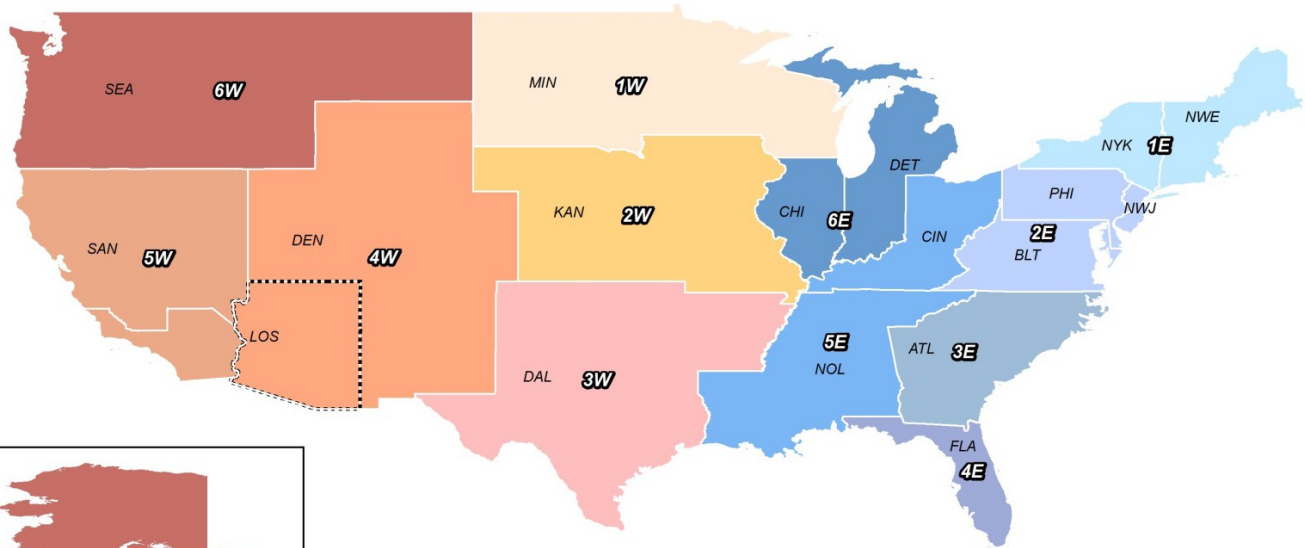 SEA
6W
MIN
1W
NWE
NYK
1E
DET
PHI
NWJ
KAN
2W
CHI
6E
CIN
2E
BLT
SAN
5W
DEN
4W
LOS
5E
NOL
ATL
3E
DAL
3W
FLA
4E